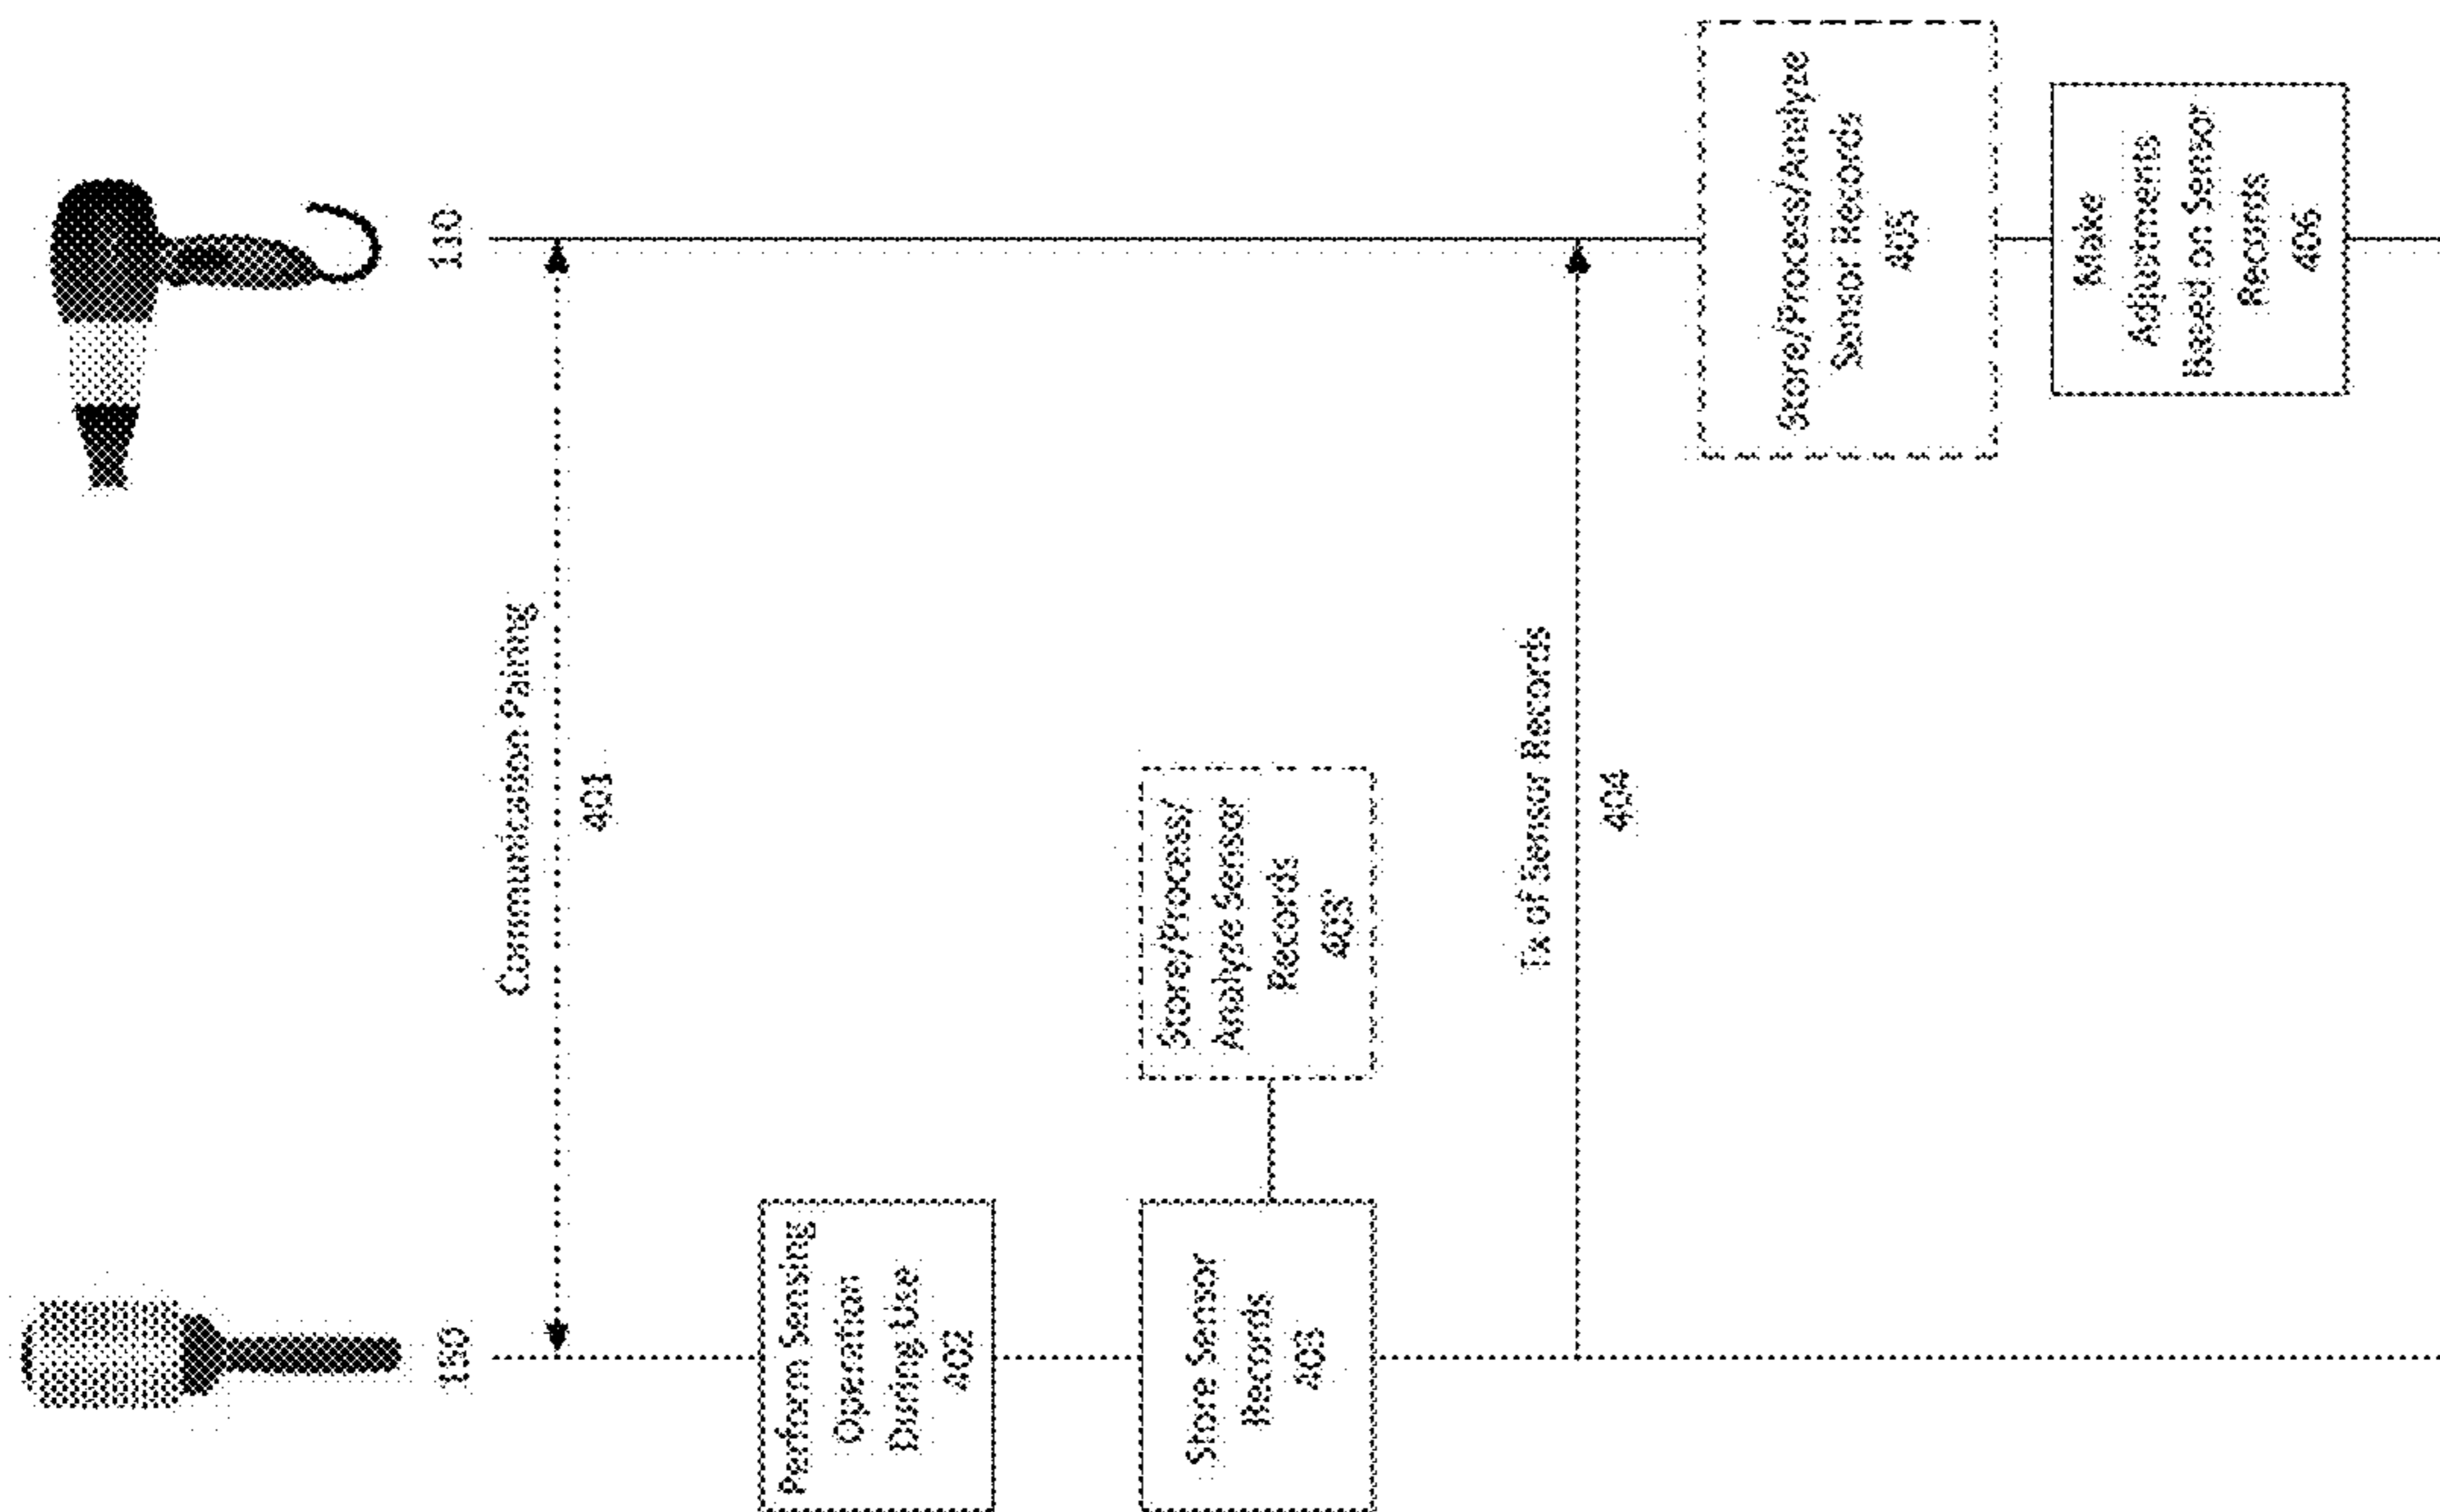 150
110
Communication Pairing
401
Perform Sensing
Operation
During Use
402
Store Sensor
Records
403
Store/Process/
Analyze Sensor
Records
403
Tx of Sensor Records
404
Store/Process/Analyze
Sensor Records
405
Make
Adjustments
Based on Sensor
Records
406